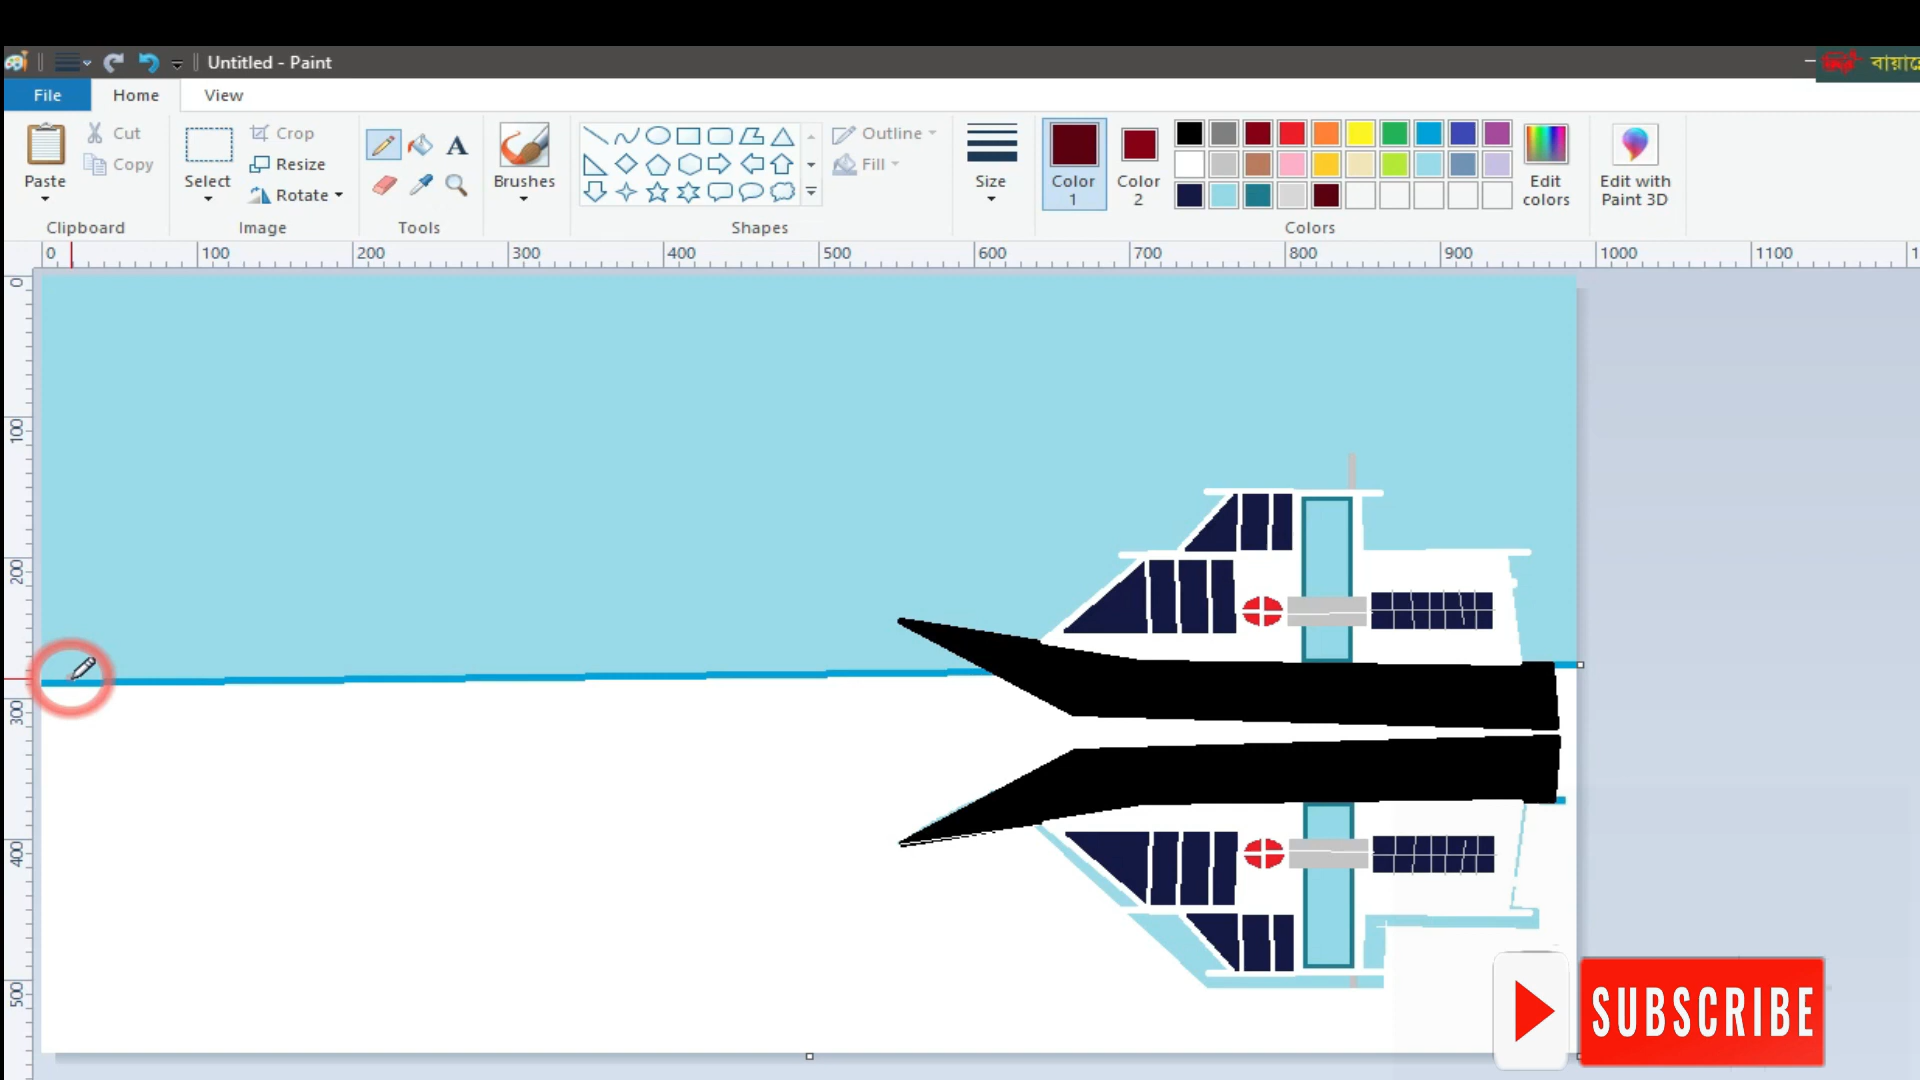 Untitled - Paint
File Home View
Paste
Cut
Copy
Clipboard
Select
Crop
Resize
Rotate
Image
A
Tools
Brushes
Outline
Fill
Shapes
Size
Color 1
Color 2
Edit colors
Colors
Edit with Paint 3D
0 100 200 300 400 500 600 700 800 900 1000 1100
0
100
200
300
400
500
SUBSCRIBE